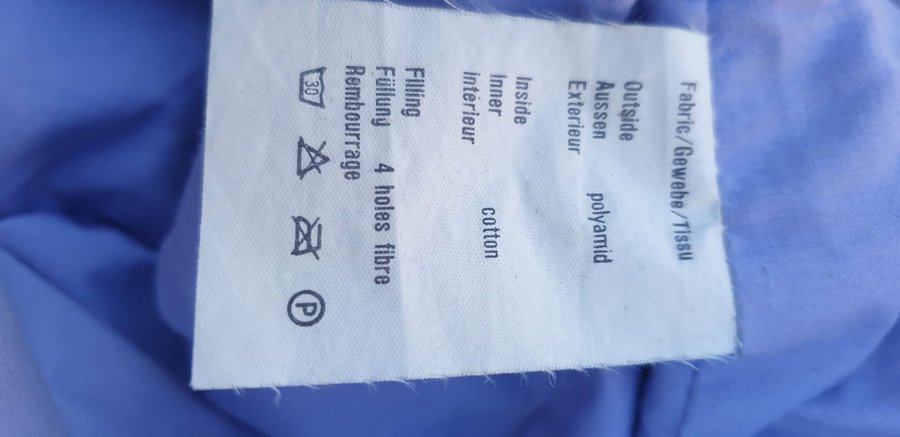 Fabric/Gewebe/Tissu
Outside
Aussen polyamid
Exterieur
Inside
Inner cotton
intérieur
Filling
Füllung 4 holes fibre
Rembourrage
30 P